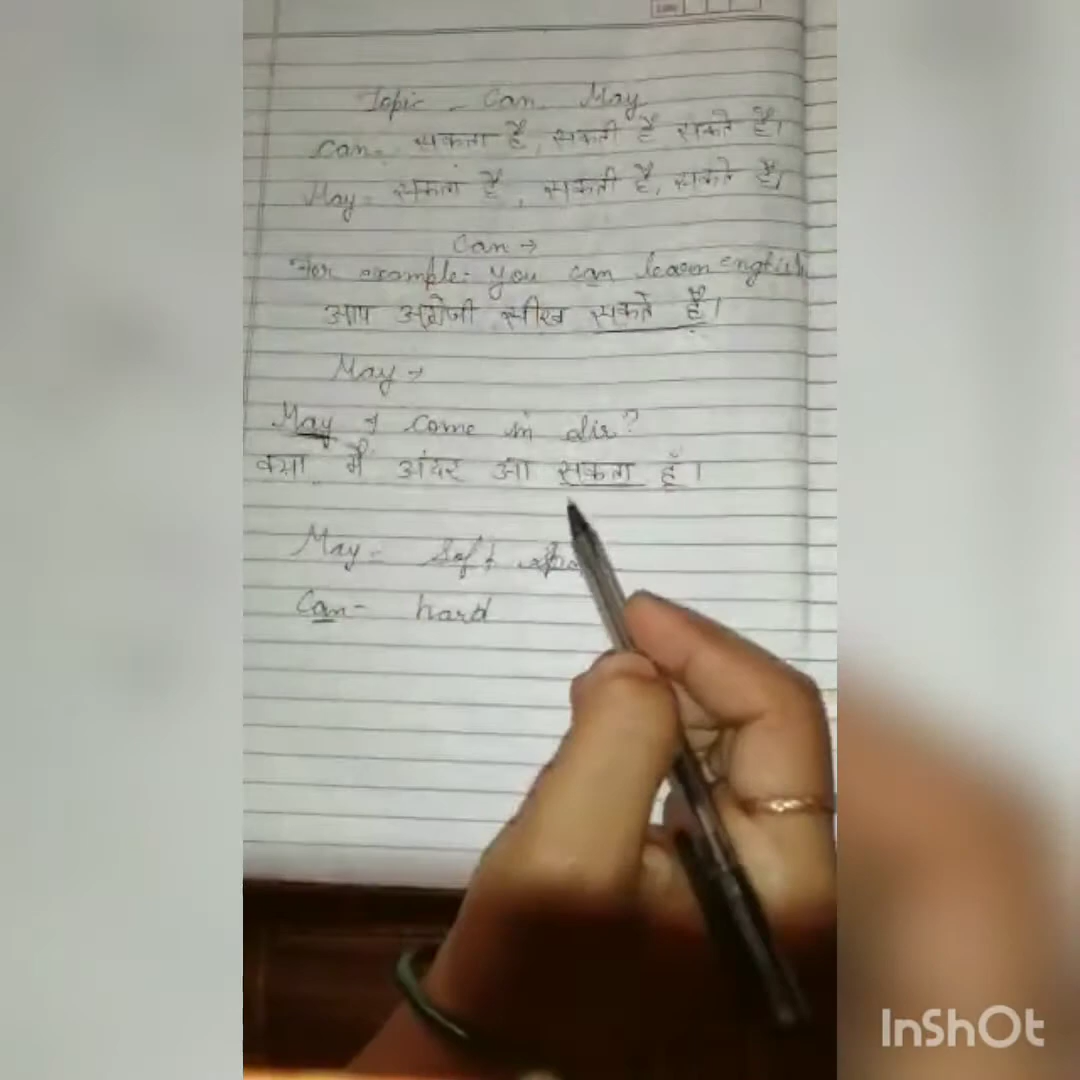 Topic - Can - May
Can - सकता है, सकती है सकते है।
May - सकता है, सकती है, सकते है।
Can →
For example:- you can learn english
आप अंग्रेजी सीख सकते है।
May →
May I come in sir?
क्या मैं अंदर आ सकता हूँ।
May - Soft
Can - hard
InShOt